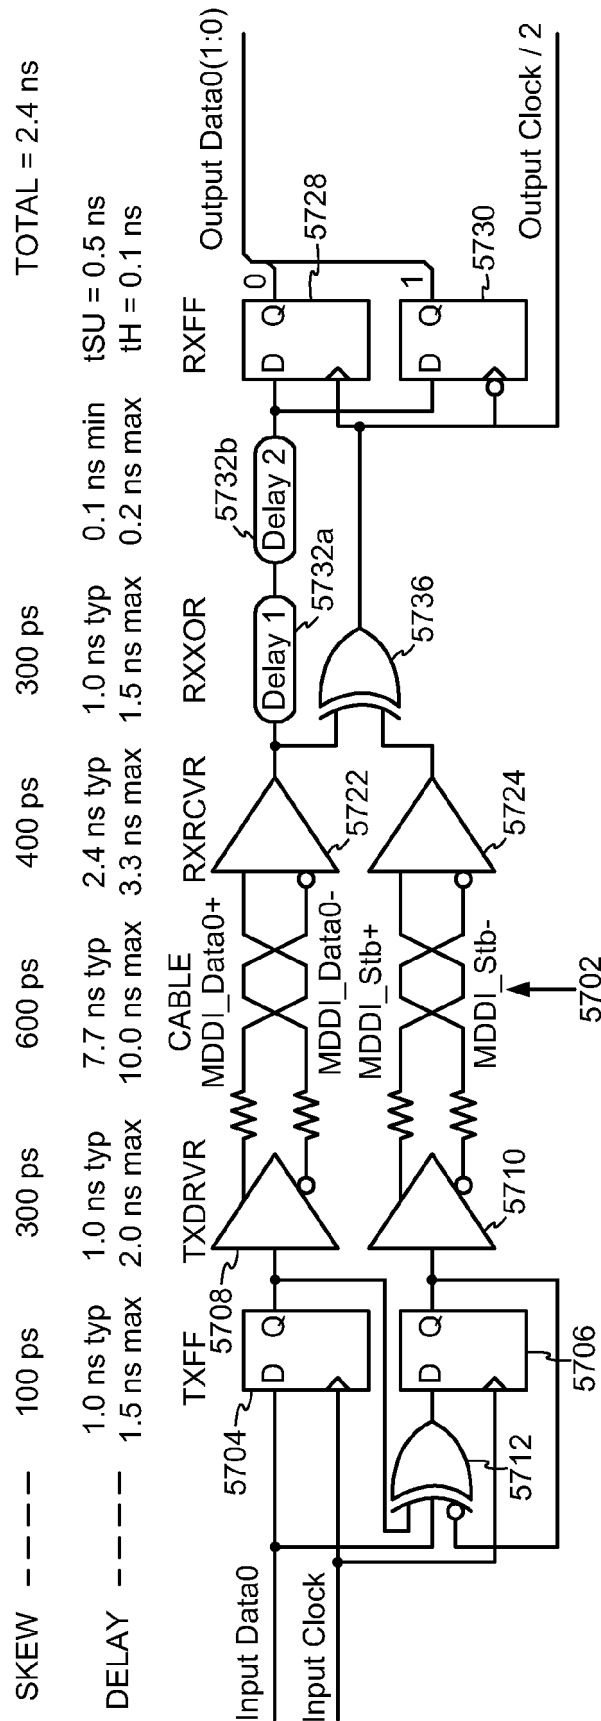 SKEW 100 ps 300 ps 600 ps 400 ps 300 ps TOTAL = 2.4 ns
DELAY 1.0 ns typ 1.0 ns typ 7.7 ns typ 2.4 ns typ 1.0 ns typ 0.1 ns min tSU = 0.5 ns
1.5 ns max 2.0 ns max 10.0 ns max 3.3 ns max 1.5 ns max 0.2 ns max tH = 0.1 ns
TXFF TXDRVR CABLE RXRCVR RXXOR RXFF
5704 5708 MDDI_Data0+ 5732b
Input Data0 D Q Delay 1 Delay 2 D Q 0 Output Data0(1:0)
MDDI_Data0- 5722 5732a 5728
Input Clock
MDDI_Stb+ 5736
D Q D Q 1
5712 5710 MDDI_Stb- 5724 5730
5706 Output Clock / 2
5702